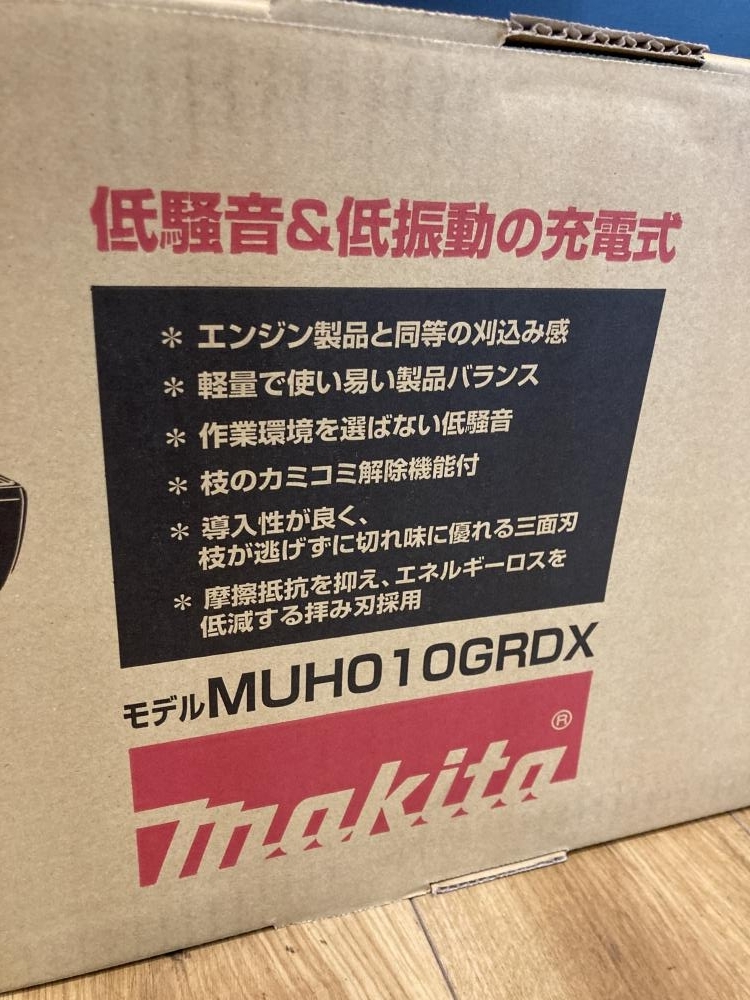 低騒音&低振動の充電式
＊ エンジン製品と同等の刈込み感
＊ 軽量で使い易い製品バランス
＊ 作業環境を選ばない低騒音
＊ 枝のカミコミ解除機能付
＊ 導入性が良く、
枝が逃げずに切れ味に優れる三面刃
＊ 摩擦抵抗を抑え、エネルギーロスを
低減する拝み刃採用
モデルMUH010GRDX
makita®